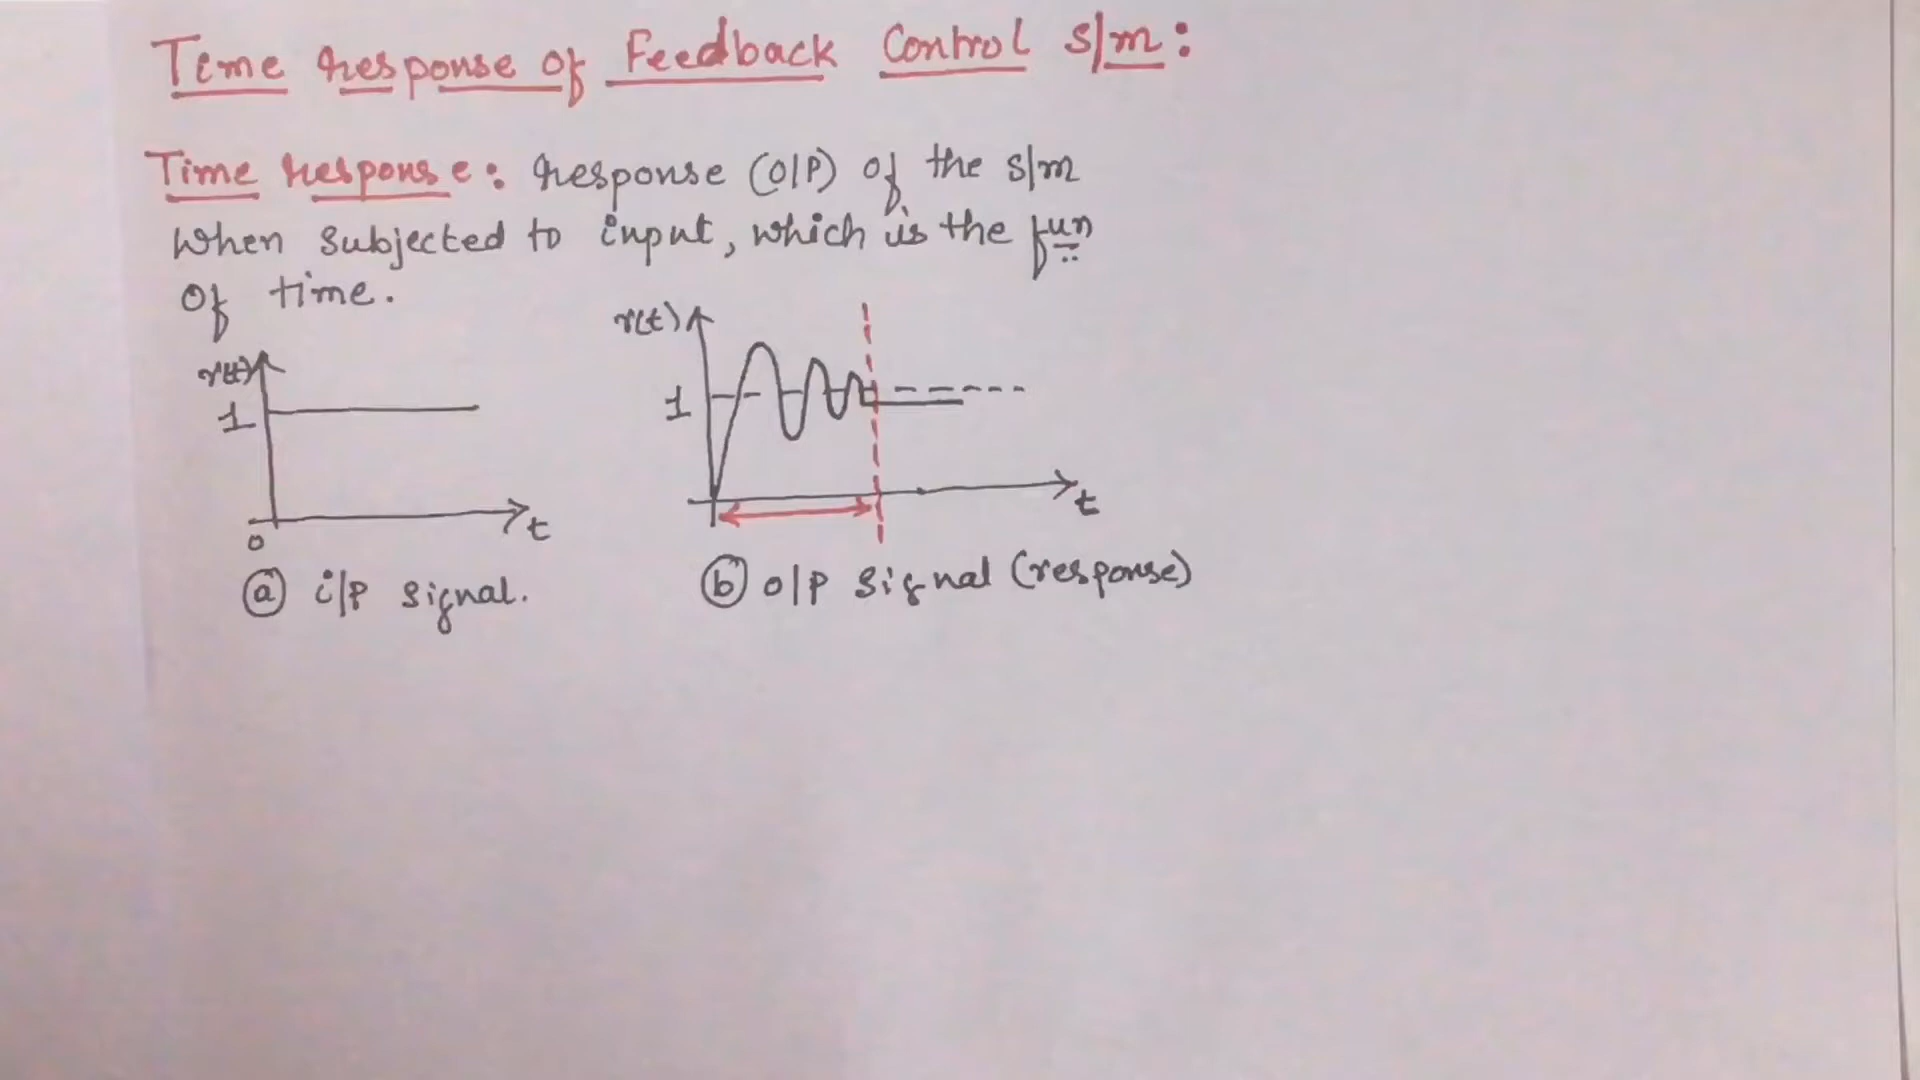 Time response of Feedback Control s/m:
Time response: response (O/P) of the s/m
when subjected to input, which is the fun
of time.
r(t)
1
0
t
r(t)
1
t
ⓐ i/p signal.
ⓑ o/p signal (response)